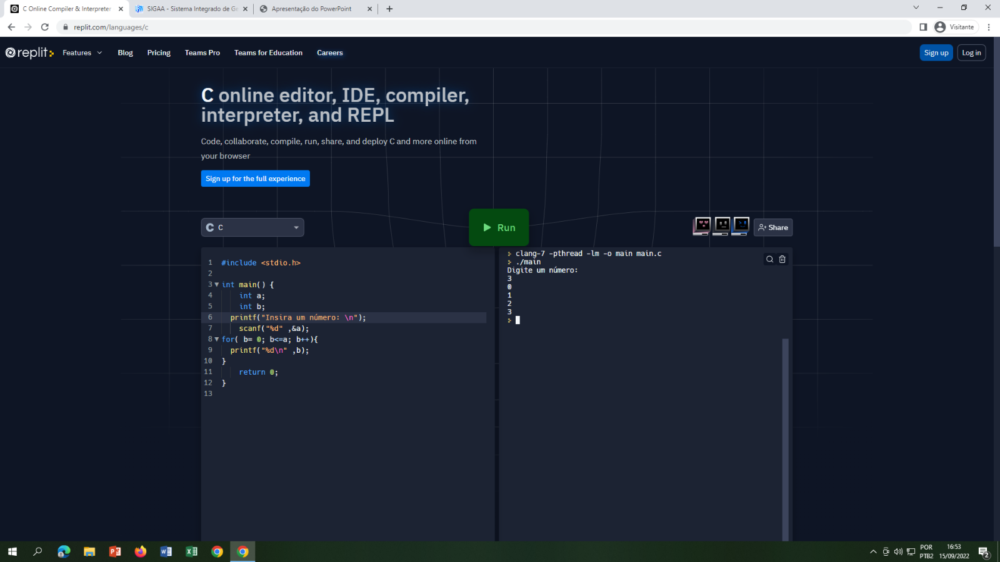 C Online Compiler & Interpreter
SIGAA - Sistema Integrado de Ge
Apresentação do PowerPoint
replit.com/languages/c
Visitante
replit
Features
Blog
Pricing
Teams Pro
Teams for Education
Careers
Sign up
Log in
C online editor, IDE, compiler,
interpreter, and REPL
Code, collaborate, compile, run, share, and deploy C and more online from
your browser
Sign up for the full experience
C
Run
Share
1 #include <stdio.h>
2
3 int main() {
4 int a;
5 int b;
6 printf("Insira um número: \n");
7 scanf("%d" ,&a);
8 for( b= 0; b<=a; b++){
9 printf("%d\n" ,b);
10 }
11 return 0;
12 }
13
clang-7 -pthread -lm -o main main.c
./main
Digite um número:
3
0
1
2
3
POR
PTB2
16:53
15/09/2022
2